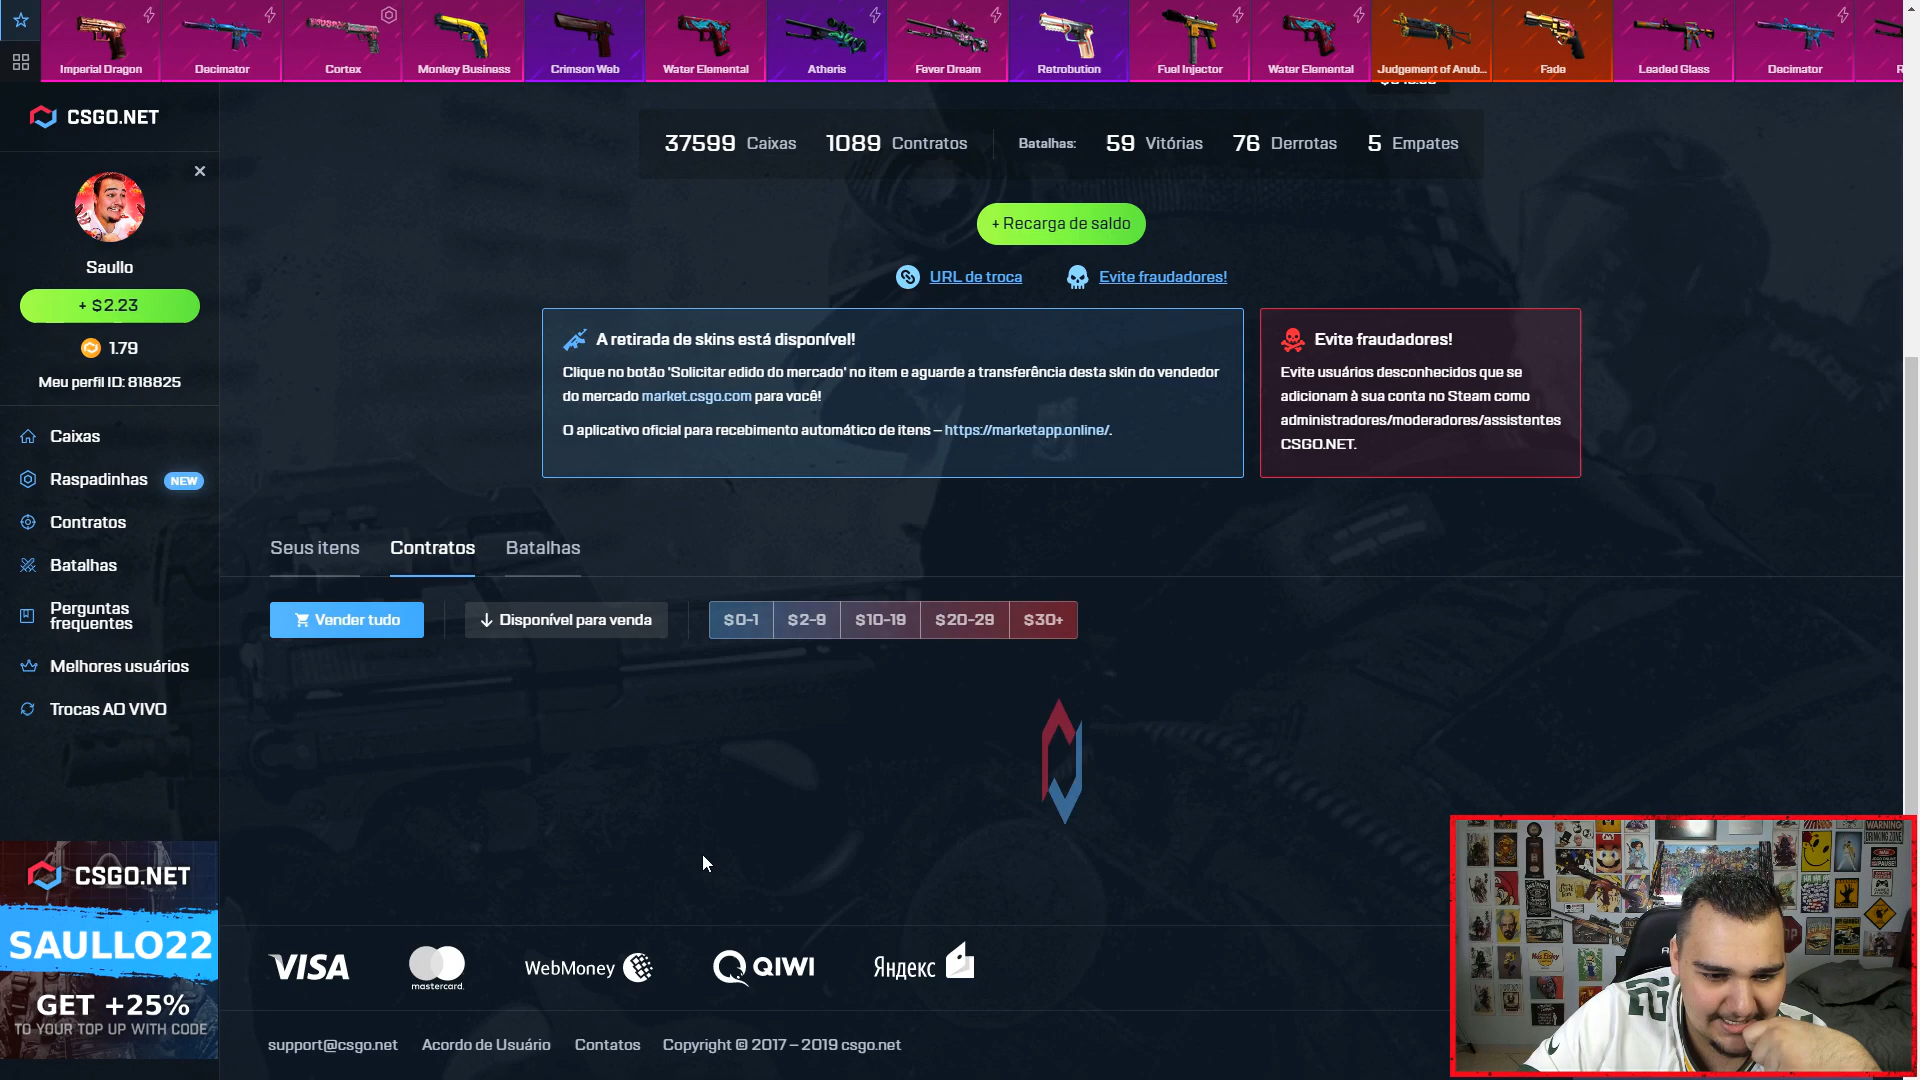 Imperial Dragon
Decimator
Cortex
Monkey Business
Crimson Web
Water Elemental
Atheris
Fever Dream
Retrobution
Fuel Injector
Water Elemental
Judgement of Anub...
Fade
Leaded Glass
Decimator
CSGO.NET
Saullo
+ $2.23
1.79
Meu perfil ID: 818825
Caixas
Raspadinhas NEW
Contratos
Batalhas
Perguntas
frequentes
Melhores usuários
Trocas AO VIVO
CSGO.NET
SAULLO22
GET +25%
TO YOUR TOP UP WITH CODE
37599 Caixas 1089 Contratos Batalhas: 59 Vitórias 76 Derrotas 5 Empates
+ Recarga de saldo
URL de troca Evite fraudadores!
A retirada de skins está disponível!
Clique no botão 'Solicitar edido do mercado' no item e aguarde a transferência desta skin do vendedor
do mercado market.csgo.com para você!
O aplicativo oficial para recebimento automático de itens – https://marketapp.online/.
Evite fraudadores!
Evite usuários desconhecidos que se
adicionam à sua conta no Steam como
administradores/moderadores/assistentes
CSGO.NET.
Seus itens Contratos Batalhas
Vender tudo Disponível para venda $0-1 $2-9 $10-19 $20-29 $30+
VISA mastercard. WebMoney QIWI Яндекс
support@csgo.net Acordo de Usuário Contatos Copyright © 2017 – 2019 csgo.net
WARNING